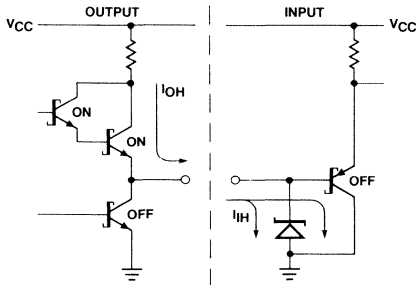 OUTPUT
INPUT
VCC
VCC
IOH
ON
ON
OFF
OFF
IIH